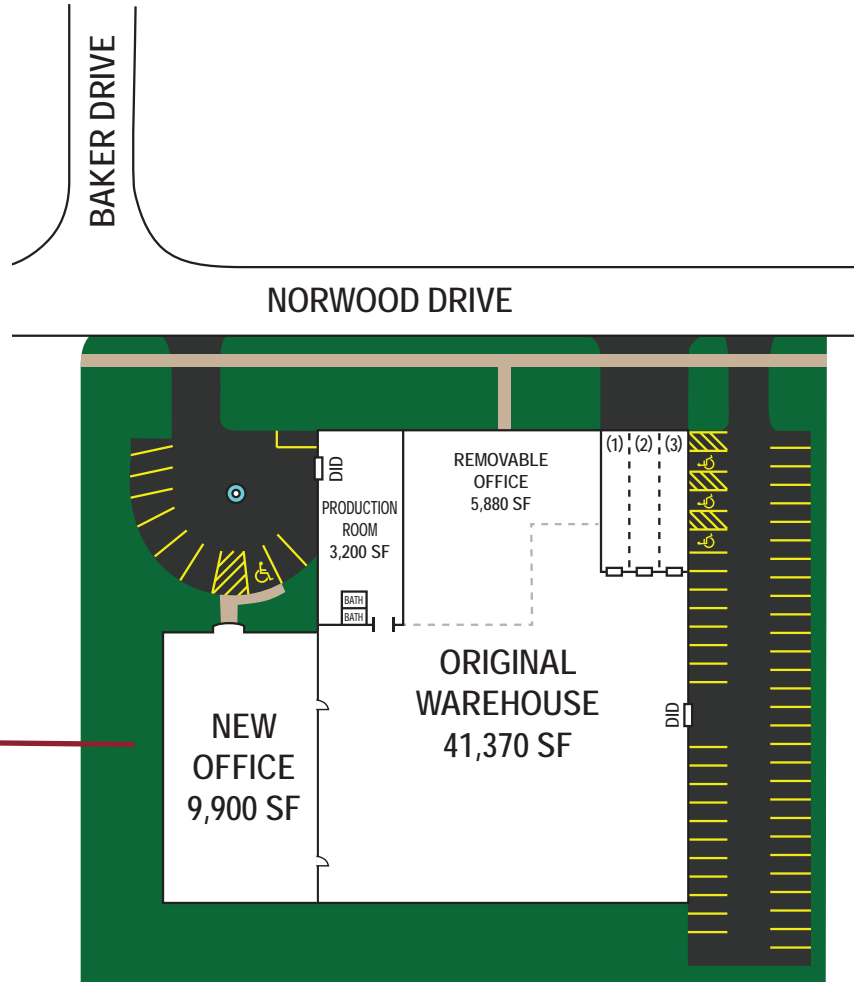 BAKER DRIVE
NORWOOD DRIVE
DID
PRODUCTION
ROOM
3,200 SF
BATH
BATH
REMOVABLE
OFFICE
5,880 SF
(1) (2) (3)
ORIGINAL
WAREHOUSE
41,370 SF
DID
NEW
OFFICE
9,900 SF